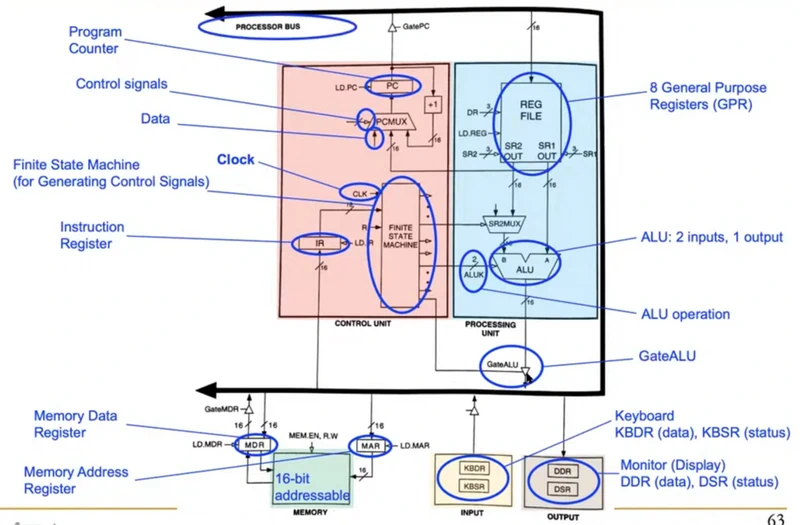 PROCESSOR BUS
GatePC
Program
Counter
16
LD.PC
PC
+1
Control signals
PCMUX
Data
16
16
REG
FILE
DR
3
LD.REG
SR2
3
SR2
OUT
SR1
OUT
3
SR1
8 General Purpose
Registers (GPR)
Finite State Machine
(for Generating Control Signals)
Clock
CLK
16
16
16
FINITE
STATE
MACHINE
R
SR2MUX
Instruction
Register
IR
16
2
ALUK
B
A
ALU
ALU: 2 inputs, 1 output
16
ALU operation
CONTROL UNIT
PROCESSING
UNIT
GateALU
GateALU
GateMDR
16
16
16
Memory Data
Register
LD.MDR
MDR
MEM.EN, R.W
MAR
LD.MAR
Memory Address
Register
16
16-bit
addressable
MEMORY
KBDR
KBSR
INPUT
DDR
DSR
OUTPUT
Keyboard
KBDR (data), KBSR (status)
Monitor (Display)
DDR (data), DSR (status)
63